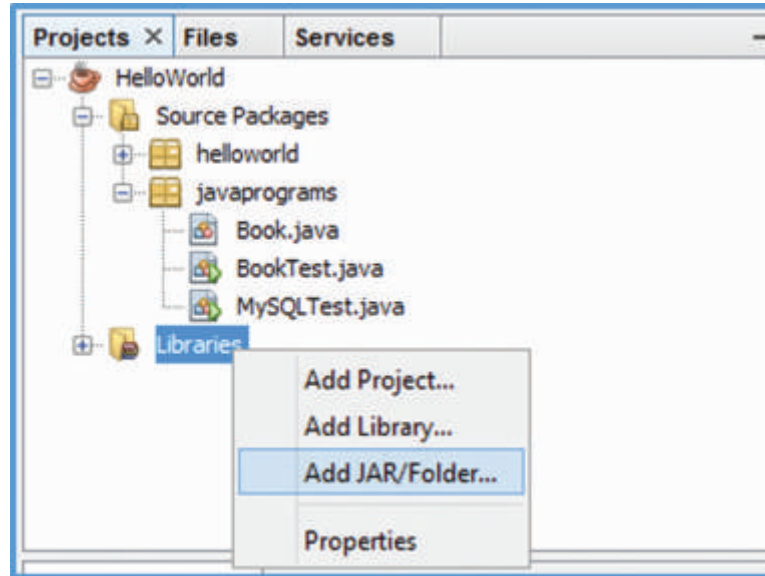 Projects × Files Services
HelloWorld
Source Packages
helloworld
javaprograms
Book.java
BookTest.java
MySQLTest.java
Libraries
Add Project...
Add Library...
Add JAR/Folder...
Properties